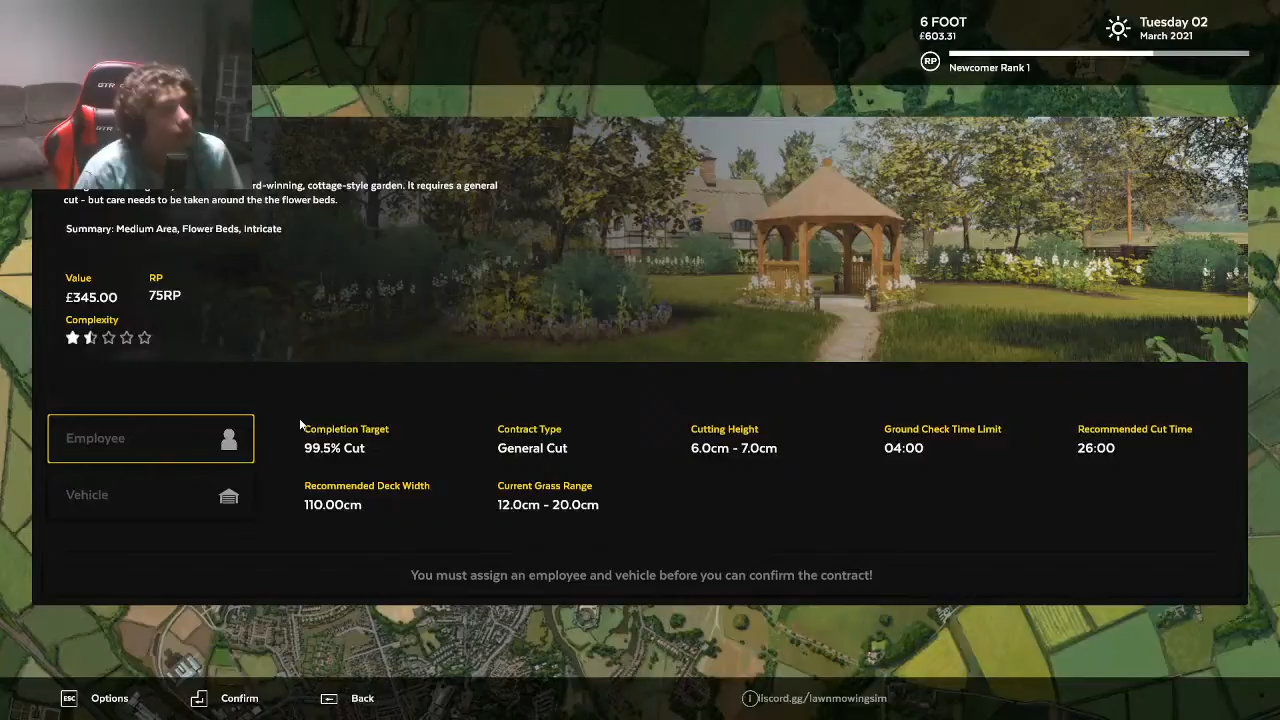 6 FOOT
£603.31
Tuesday 02
March 2021
RP
Newcomer Rank 1
GTR
GTR
rd-winning, cottage-style garden. It requires a general
cut - but care needs to be taken around the the flower beds.
Summary: Medium Area, Flower Beds, Intricate
Value
RP
£345.00
75RP
Complexity
Employee
Vehicle
Completion Target
99.5% Cut
Contract Type
General Cut
Cutting Height
6.0cm - 7.0cm
Ground Check Time Limit
04:00
Recommended Cut Time
26:00
Recommended Deck Width
110.00cm
Current Grass Range
12.0cm - 20.0cm
You must assign an employee and vehicle before you can confirm the contract!
ESC Options
Confirm
Back
discord.gg/lawnmowingsim